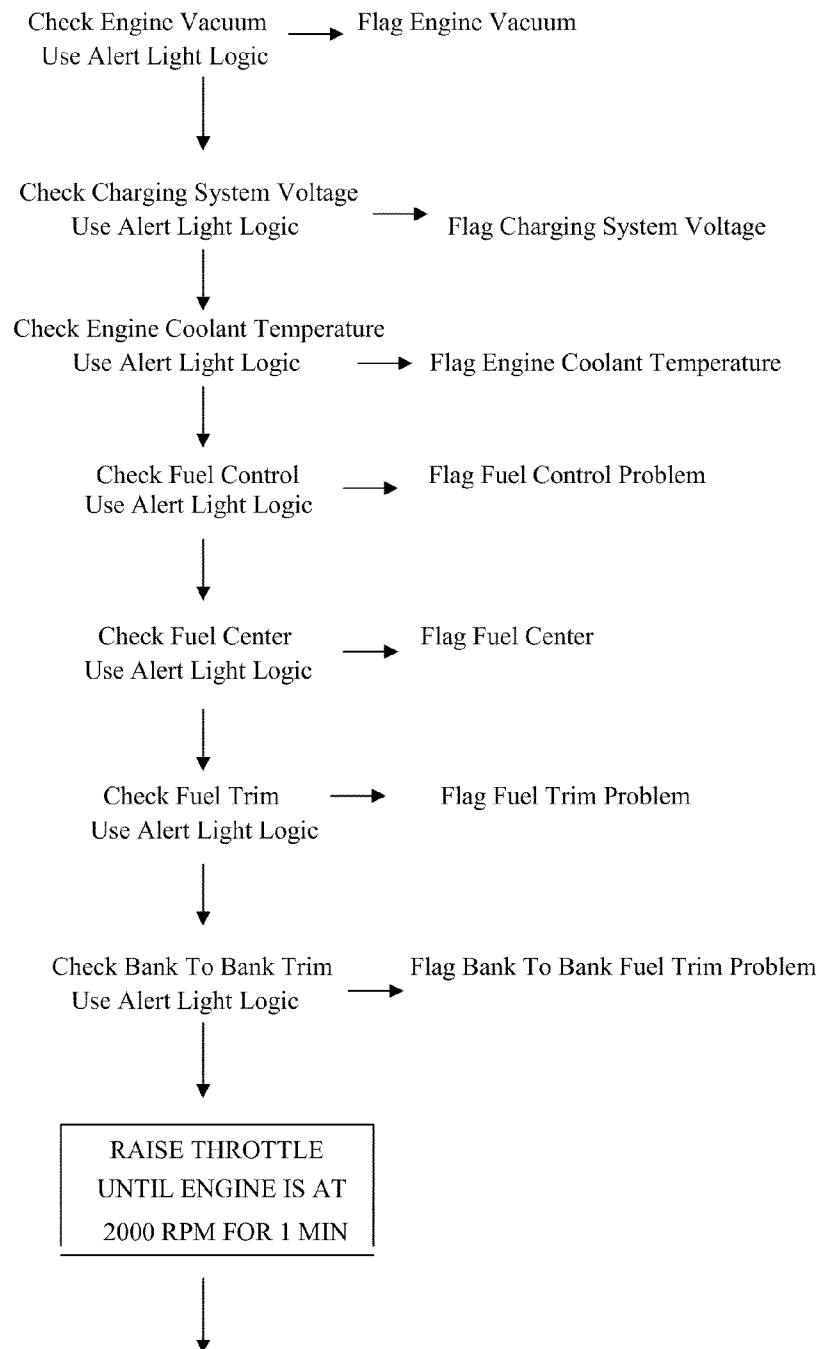 Check Engine Vacuum
Use Alert Light Logic
Flag Engine Vacuum
Check Charging System Voltage
Use Alert Light Logic
Flag Charging System Voltage
Check Engine Coolant Temperature
Use Alert Light Logic
Flag Engine Coolant Temperature
Check Fuel Control
Use Alert Light Logic
Flag Fuel Control Problem
Check Fuel Center
Use Alert Light Logic
Flag Fuel Center
Check Fuel Trim
Use Alert Light Logic
Flag Fuel Trim Problem
Check Bank To Bank Trim
Use Alert Light Logic
Flag Bank To Bank Fuel Trim Problem
RAISE THROTTLE
UNTIL ENGINE IS AT
2000 RPM FOR 1 MIN